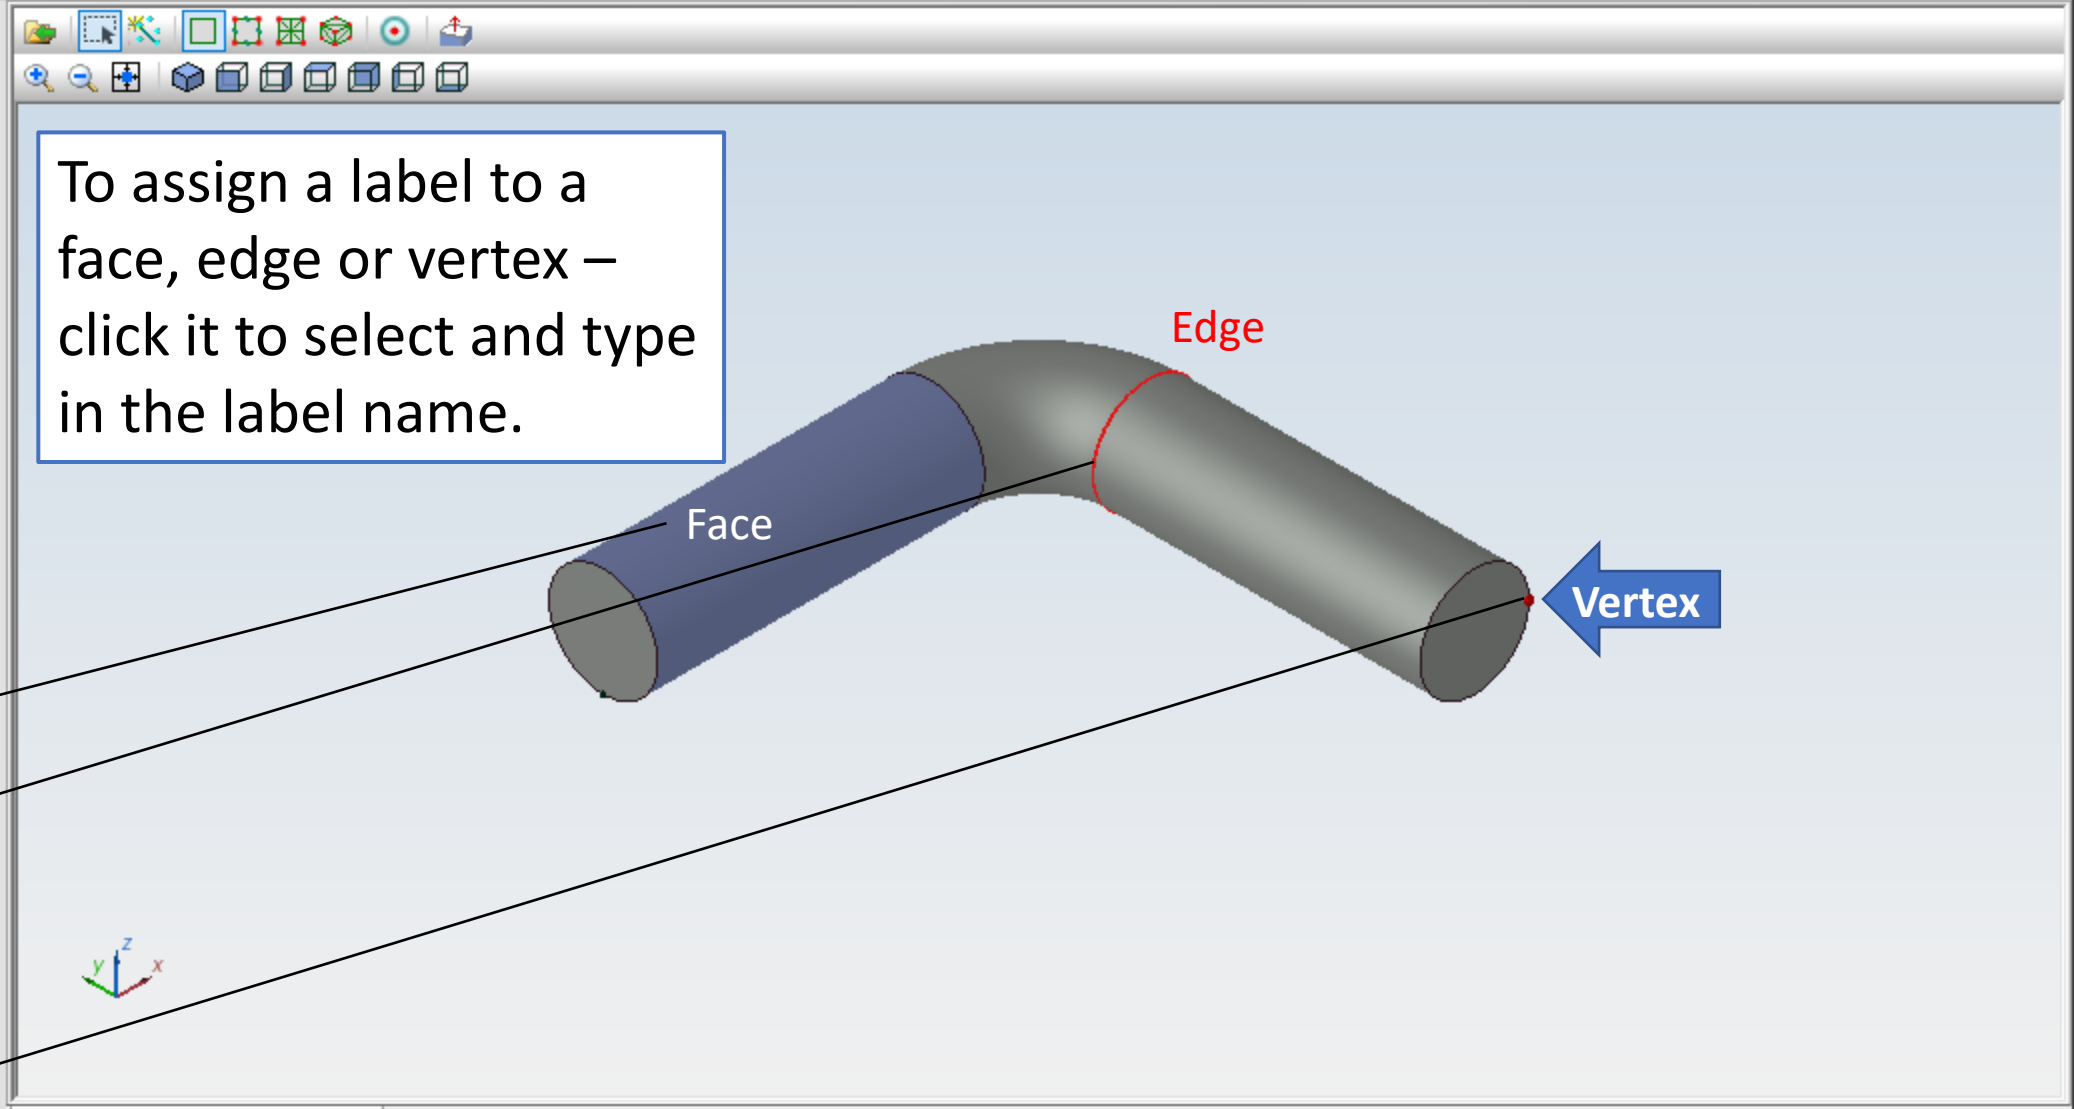 To assign a label to a
face, edge or vertex –
click it to select and type
in the label name.
Edge
Face
Vertex
z
y
x